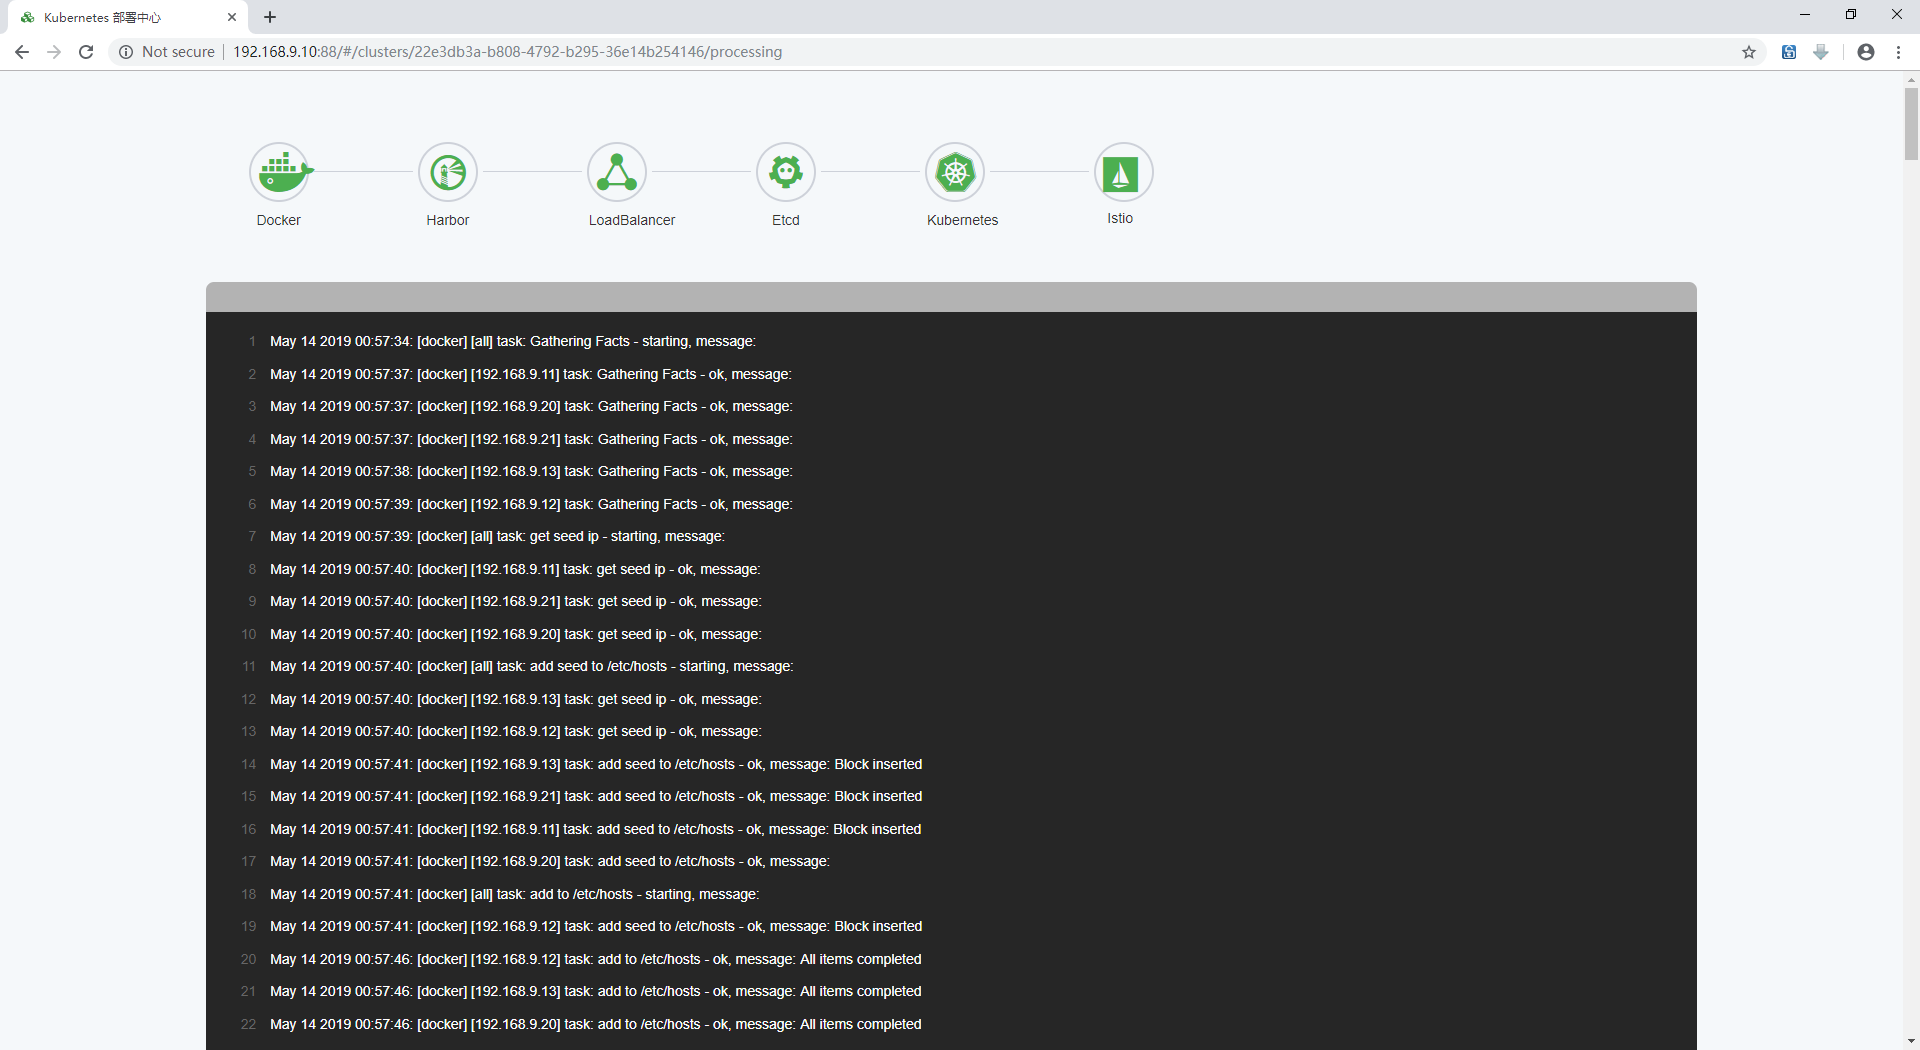 Kubernetes 部署中心
Not secure
192.168.9.10:88/#/clusters/22e3db3a-b808-4792-b295-36e14b254146/processing
Docker
Harbor
LoadBalancer
Etcd
Kubernetes
Istio
1 May 14 2019 00:57:34: [docker] [all] task: Gathering Facts - starting, message:
2 May 14 2019 00:57:37: [docker] [192.168.9.11] task: Gathering Facts - ok, message:
3 May 14 2019 00:57:37: [docker] [192.168.9.20] task: Gathering Facts - ok, message:
4 May 14 2019 00:57:37: [docker] [192.168.9.21] task: Gathering Facts - ok, message:
5 May 14 2019 00:57:38: [docker] [192.168.9.13] task: Gathering Facts - ok, message:
6 May 14 2019 00:57:39: [docker] [192.168.9.12] task: Gathering Facts - ok, message:
7 May 14 2019 00:57:39: [docker] [all] task: get seed ip - starting, message:
8 May 14 2019 00:57:40: [docker] [192.168.9.11] task: get seed ip - ok, message:
9 May 14 2019 00:57:40: [docker] [192.168.9.21] task: get seed ip - ok, message:
10 May 14 2019 00:57:40: [docker] [192.168.9.20] task: get seed ip - ok, message:
11 May 14 2019 00:57:40: [docker] [all] task: add seed to /etc/hosts - starting, message:
12 May 14 2019 00:57:40: [docker] [192.168.9.13] task: get seed ip - ok, message:
13 May 14 2019 00:57:40: [docker] [192.168.9.12] task: get seed ip - ok, message:
14 May 14 2019 00:57:41: [docker] [192.168.9.13] task: add seed to /etc/hosts - ok, message: Block inserted
15 May 14 2019 00:57:41: [docker] [192.168.9.21] task: add seed to /etc/hosts - ok, message: Block inserted
16 May 14 2019 00:57:41: [docker] [192.168.9.11] task: add seed to /etc/hosts - ok, message: Block inserted
17 May 14 2019 00:57:41: [docker] [192.168.9.20] task: add seed to /etc/hosts - ok, message:
18 May 14 2019 00:57:41: [docker] [all] task: add to /etc/hosts - starting, message:
19 May 14 2019 00:57:41: [docker] [192.168.9.12] task: add seed to /etc/hosts - ok, message: Block inserted
20 May 14 2019 00:57:46: [docker] [192.168.9.12] task: add to /etc/hosts - ok, message: All items completed
21 May 14 2019 00:57:46: [docker] [192.168.9.13] task: add to /etc/hosts - ok, message: All items completed
22 May 14 2019 00:57:46: [docker] [192.168.9.20] task: add to /etc/hosts - ok, message: All items completed